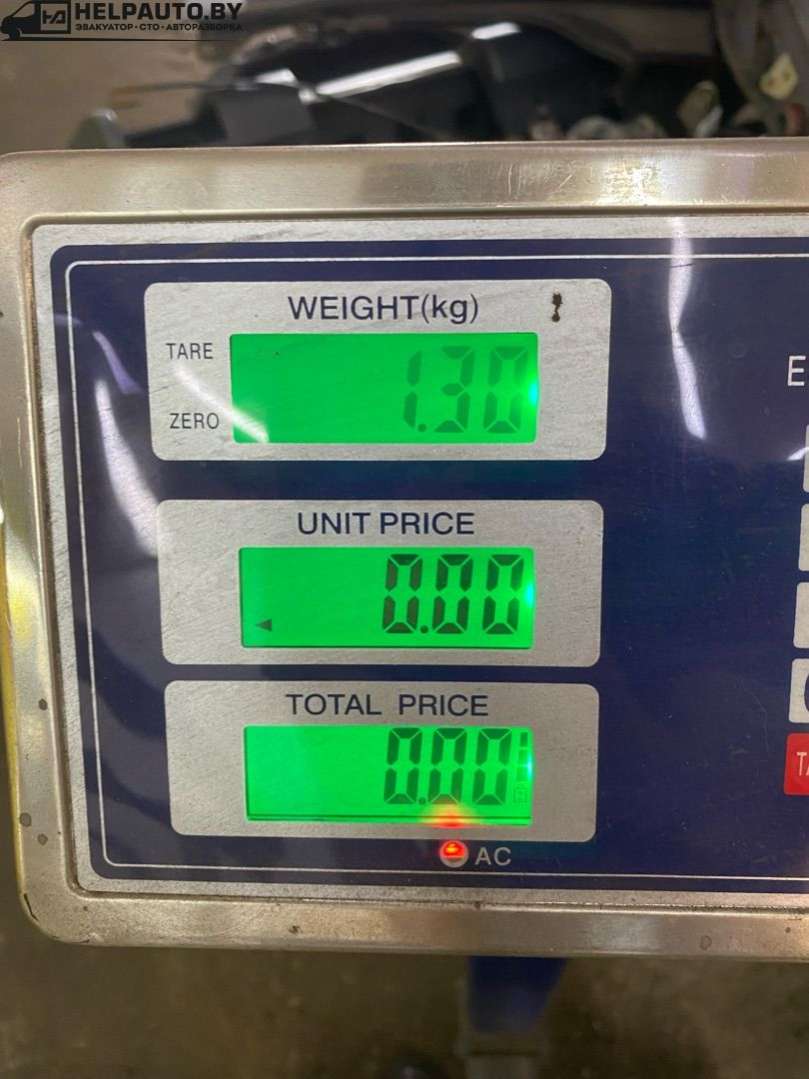 HELPAUTO.BY
ЭВАКУАТОР•СТО•АВТОРАЗБОРКА
WEIGHT(kg)
TARE
1.30
ZERO
UNIT PRICE
0.00
TOTAL PRICE
0.00
AC